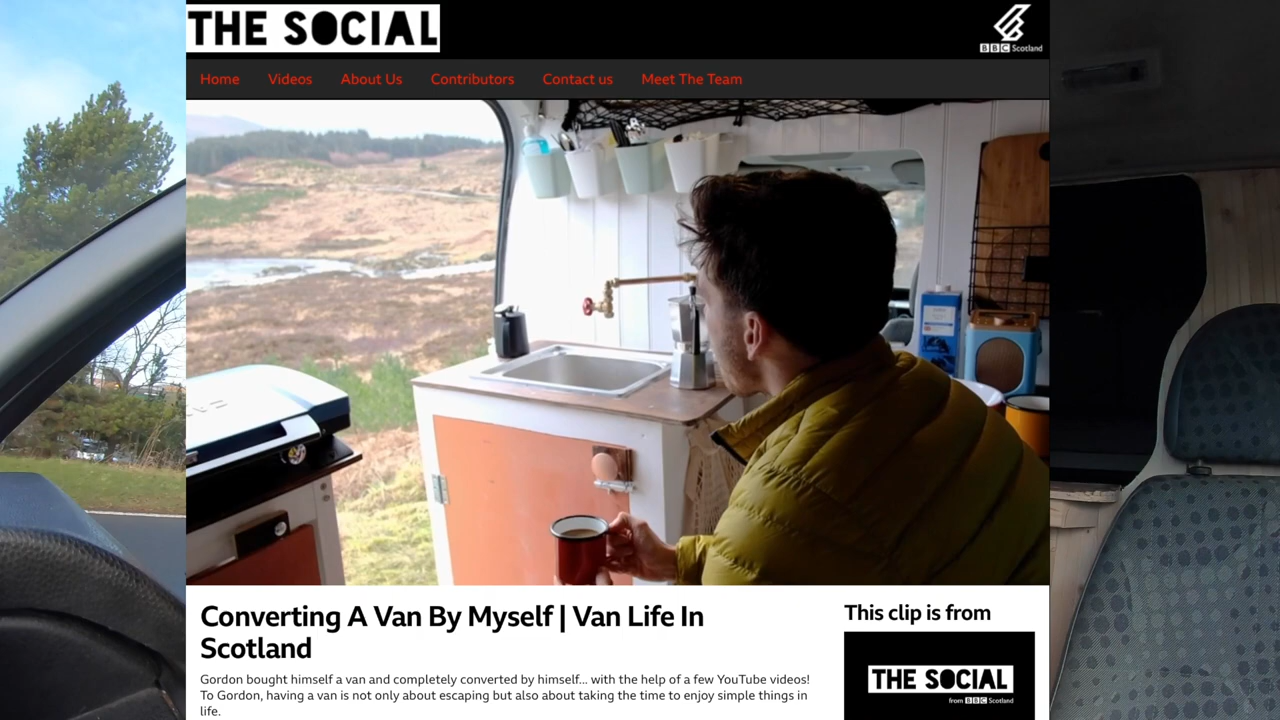 THE SOCIAL
BBC Scotland
Home Videos About Us Contributors Contact us Meet The Team
Converting A Van By Myself | Van Life In
Scotland
Gordon bought himself a van and completely converted by himself... with the help of a few YouTube videos!
To Gordon, having a van is not only about escaping but also about taking the time to enjoy simple things in
life.
This clip is from
THE SOCIAL
from BBC Scotland